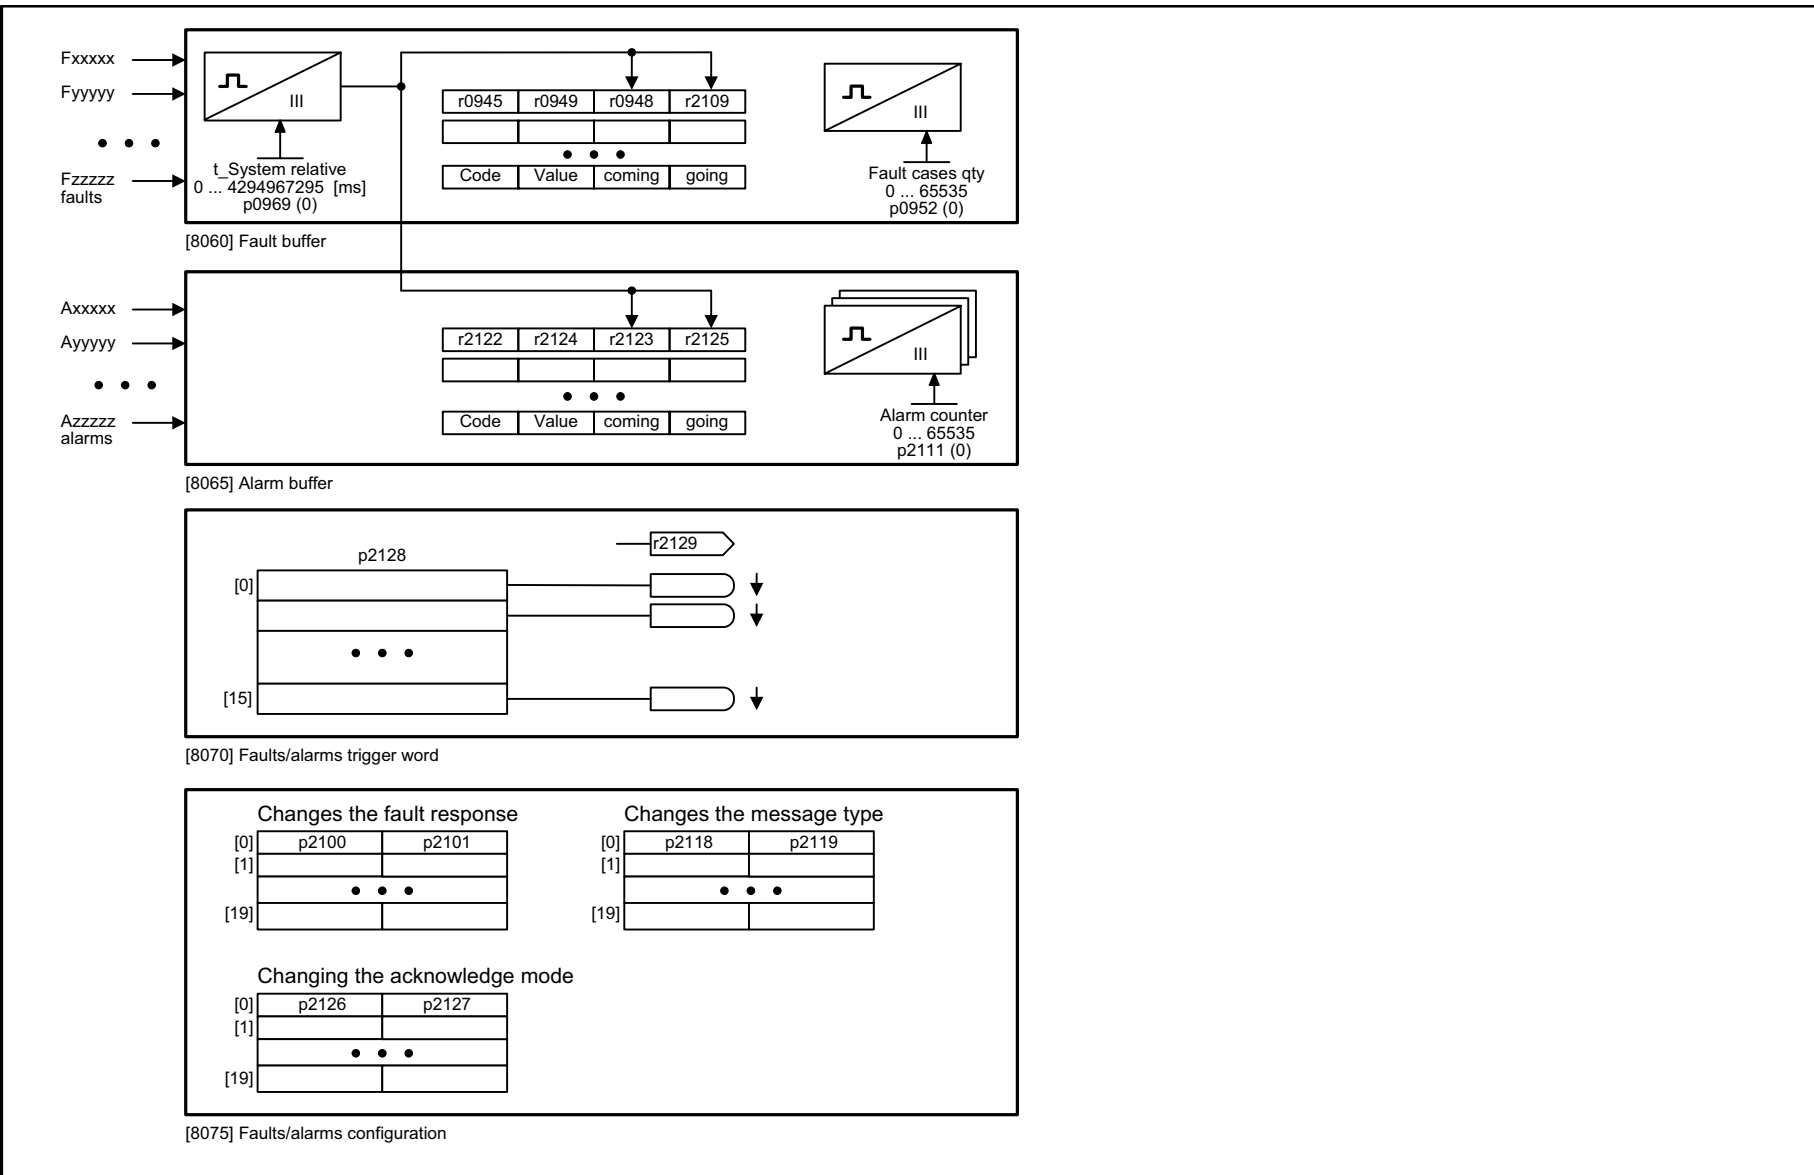 Fxxxxx
Fyyyyy
Fzzzzz
faults
III
t_System relative
0 ... 4294967295 [ms]
p0969 (0)
r0945 r0949 r0948 r2109
Code Value coming going
III
Fault cases qty
0 ... 65535
p0952 (0)
[8060] Fault buffer
Axxxxx
Ayyyyy
Azzzzz
alarms
r2122 r2124 r2123 r2125
Code Value coming going
III
Alarm counter
0 ... 65535
p2111 (0)
[8065] Alarm buffer
p2128
r2129
[0]
[15]
[8070] Faults/alarms trigger word
Changes the fault response
[0] p2100 p2101
[1]
[19]
Changes the message type
[0] p2118 p2119
[1]
[19]
Changing the acknowledge mode
[0] p2126 p2127
[1]
[19]
[8075] Faults/alarms configuration